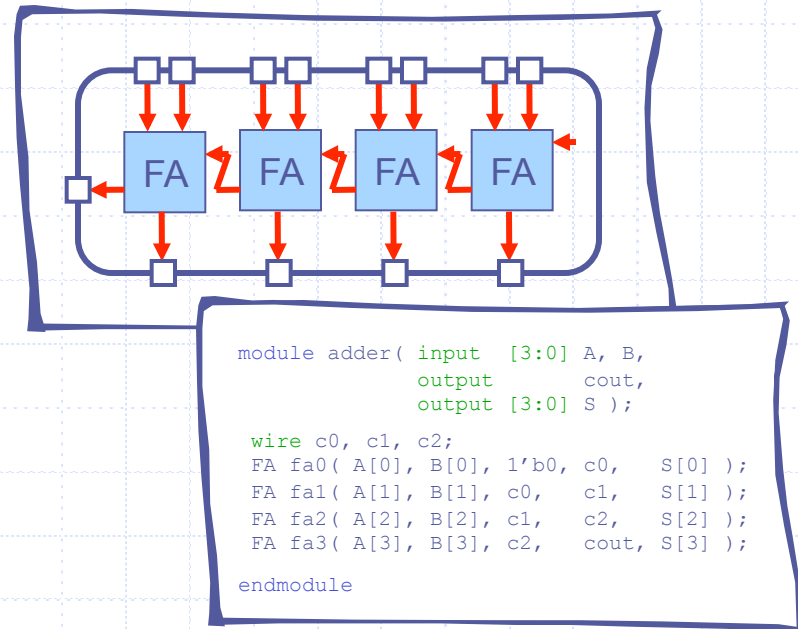 FA FA FA FA
module adder( input [3:0] A, B,
output cout,
output [3:0] S );
wire c0, c1, c2;
FA fa0( A[0], B[0], 1’b0, c0, S[0] );
FA fa1( A[1], B[1], c0, c1, S[1] );
FA fa2( A[2], B[2], c1, c2, S[2] );
FA fa3( A[3], B[3], c2, cout, S[3] );
endmodule